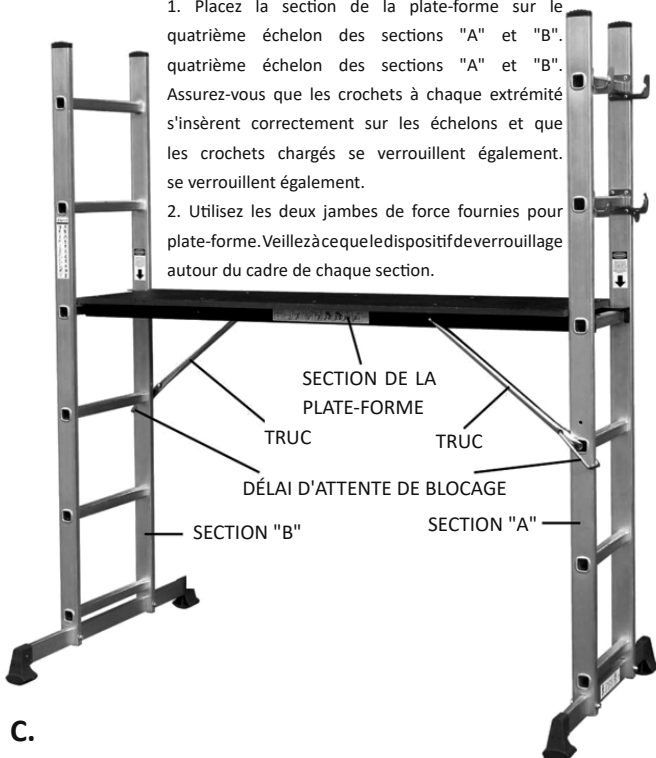 1. Placez la section de la plate-forme sur le
quatrième échelon des sections "A" et "B".
quatrième échelon des sections "A" et "B".
Assurez-vous que les crochets à chaque extrémité
s'insèrent correctement sur les échelons et que
les crochets chargés se verrouillent également.
se verrouillent également.
2. Utilisez les deux jambes de force fournies pour
plate-forme.Veillezàcequeledispositifdeverrouillage
autour du cadre de chaque section.
SECTION DE LA
PLATE-FORME
TRUC
TRUC
DÉLAI D'ATTENTE DE BLOCAGE
SECTION "B"
SECTION "A"
C.